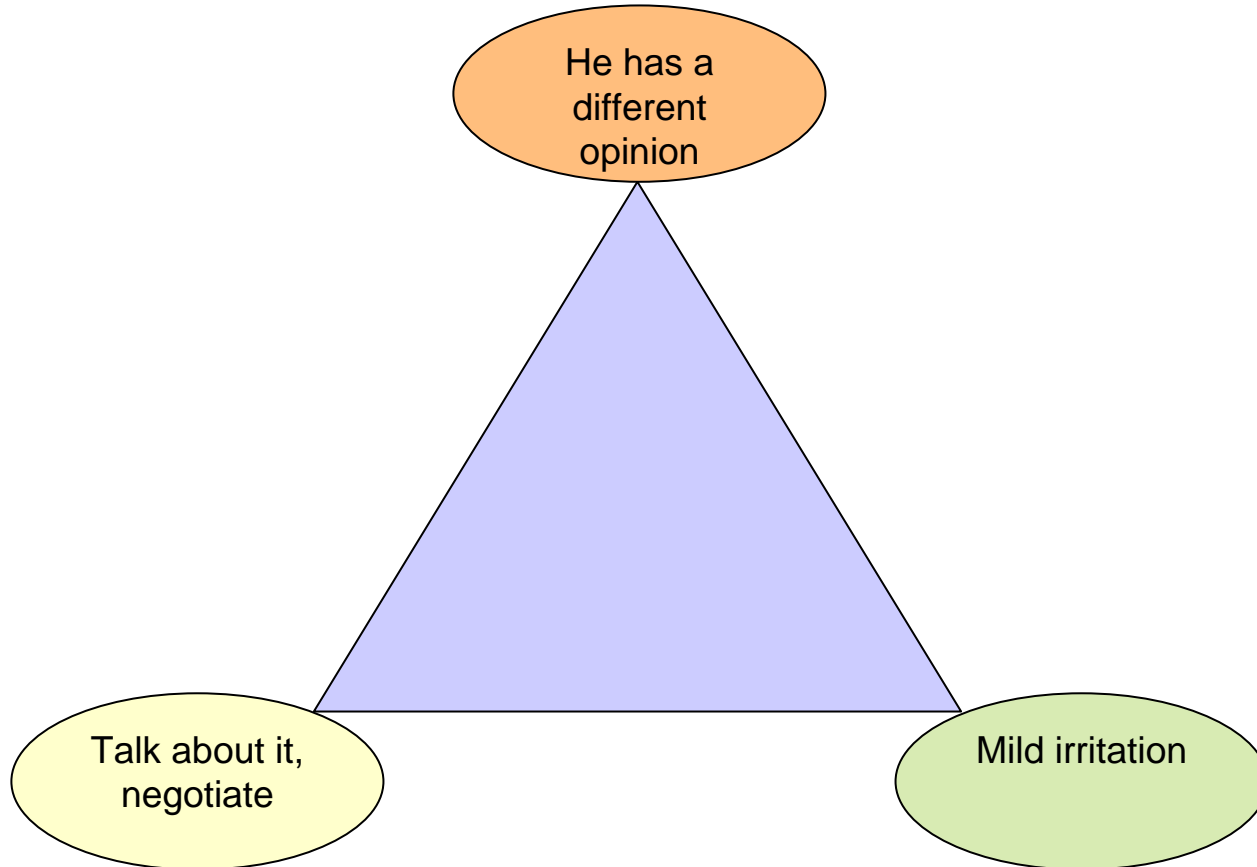 He has a
different
opinion
Talk about it,
negotiate
Mild irritation